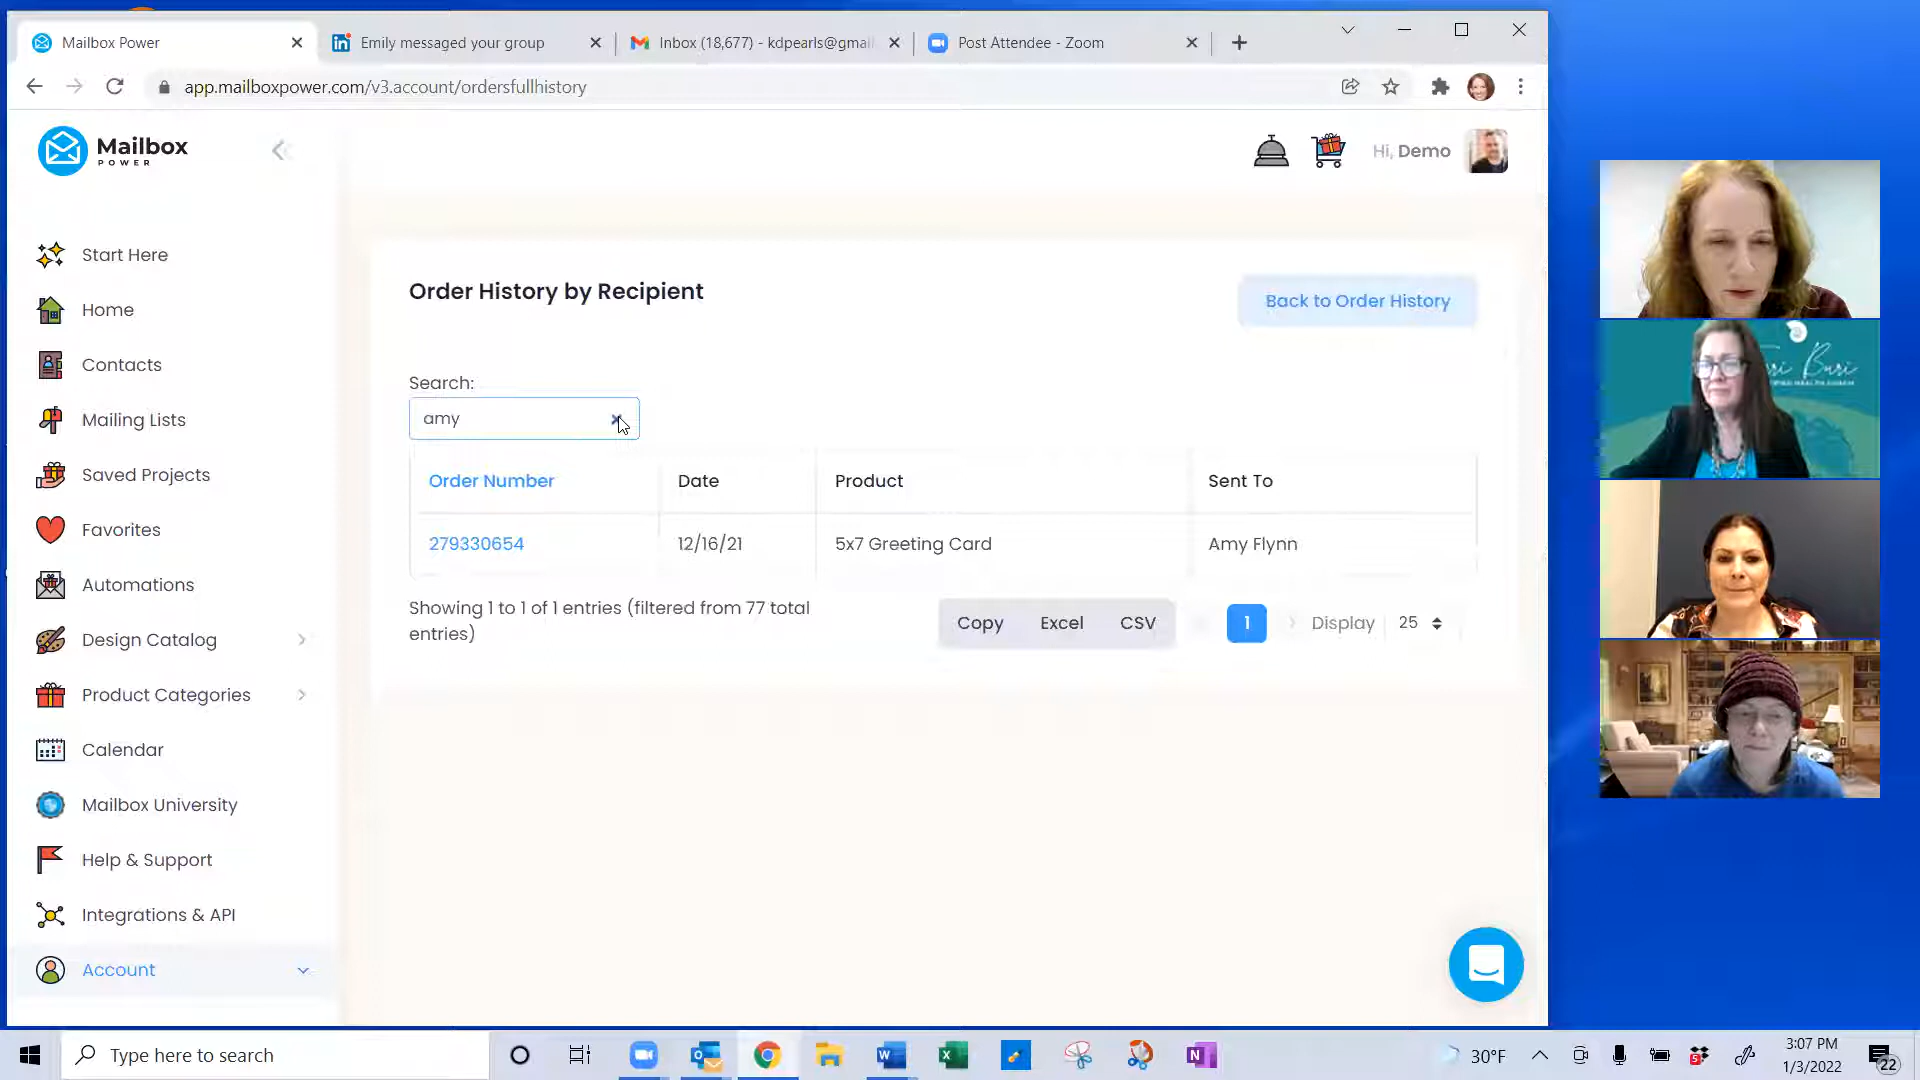 Mailbox Power
Emily messaged your group
Inbox (18,677) - kdpearls@gmail
Post Attendee - Zoom
app.mailboxpower.com/v3.account/ordersfullhistory
Mailbox
POWER
Hi, Demo
Start Here
Home
Contacts
Mailing Lists
Saved Projects
Favorites
Automations
Design Catalog
Product Categories
Calendar
Mailbox University
Help & Support
Integrations & API
Account
Order History by Recipient
Back to Order History
Search:
amy
Order Number Date Product Sent To
279330654 12/16/21 5x7 Greeting Card Amy Flynn
Showing 1 to 1 of 1 entries (filtered from 77 total
entries)
Copy Excel CSV 1 Display 25
Type here to search
30°F
3:07 PM
1/3/2022
22